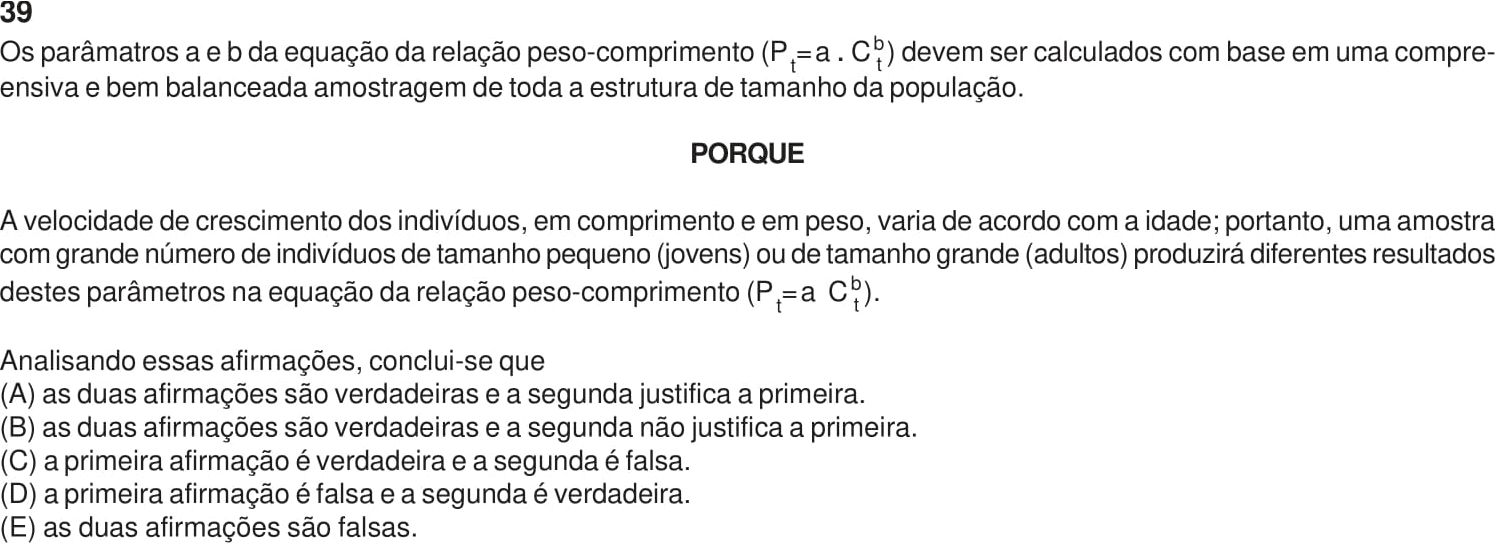 39
Os parâmatros a e b da equação da relação peso-comprimento (P_t=a . C_t^b) devem ser calculados com base em uma compre-
ensiva e bem balanceada amostragem de toda a estrutura de tamanho da população.
PORQUE
A velocidade de crescimento dos indivíduos, em comprimento e em peso, varia de acordo com a idade; portanto, uma amostra
com grande número de indivíduos de tamanho pequeno (jovens) ou de tamanho grande (adultos) produzirá diferentes resultados
destes parâmetros na equação da relação peso-comprimento (P_t=a C_t^b).
Analisando essas afirmações, conclui-se que
(A) as duas afirmações são verdadeiras e a segunda justifica a primeira.
(B) as duas afirmações são verdadeiras e a segunda não justifica a primeira.
(C) a primeira afirmação é verdadeira e a segunda é falsa.
(D) a primeira afirmação é falsa e a segunda é verdadeira.
(E) as duas afirmações são falsas.